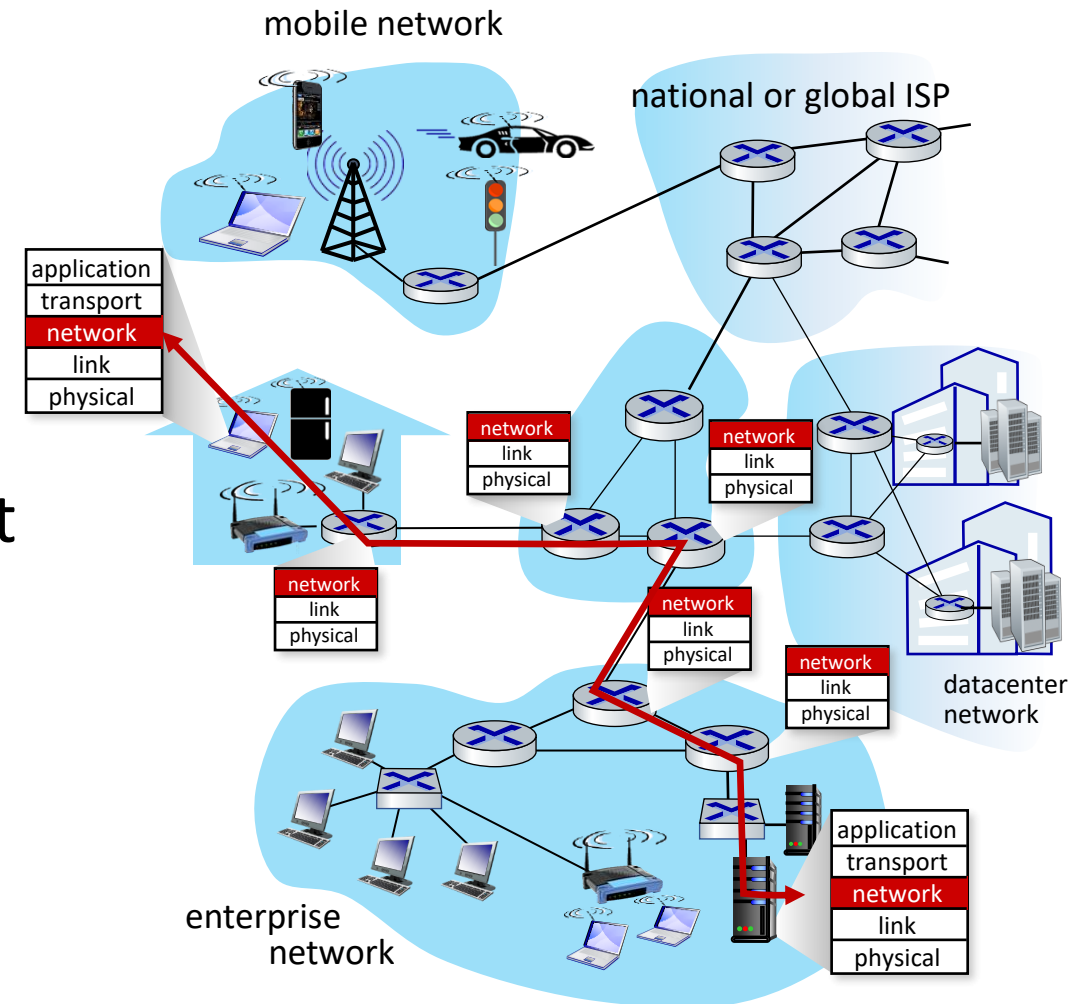 mobile network
national or global ISP
application
transport
network
link
physical
network
link
physical
network
link
physical
t
network
link
physical
network
link
physical
network
link
physical
datacenter
network
application
transport
network
link
physical
enterprise
network